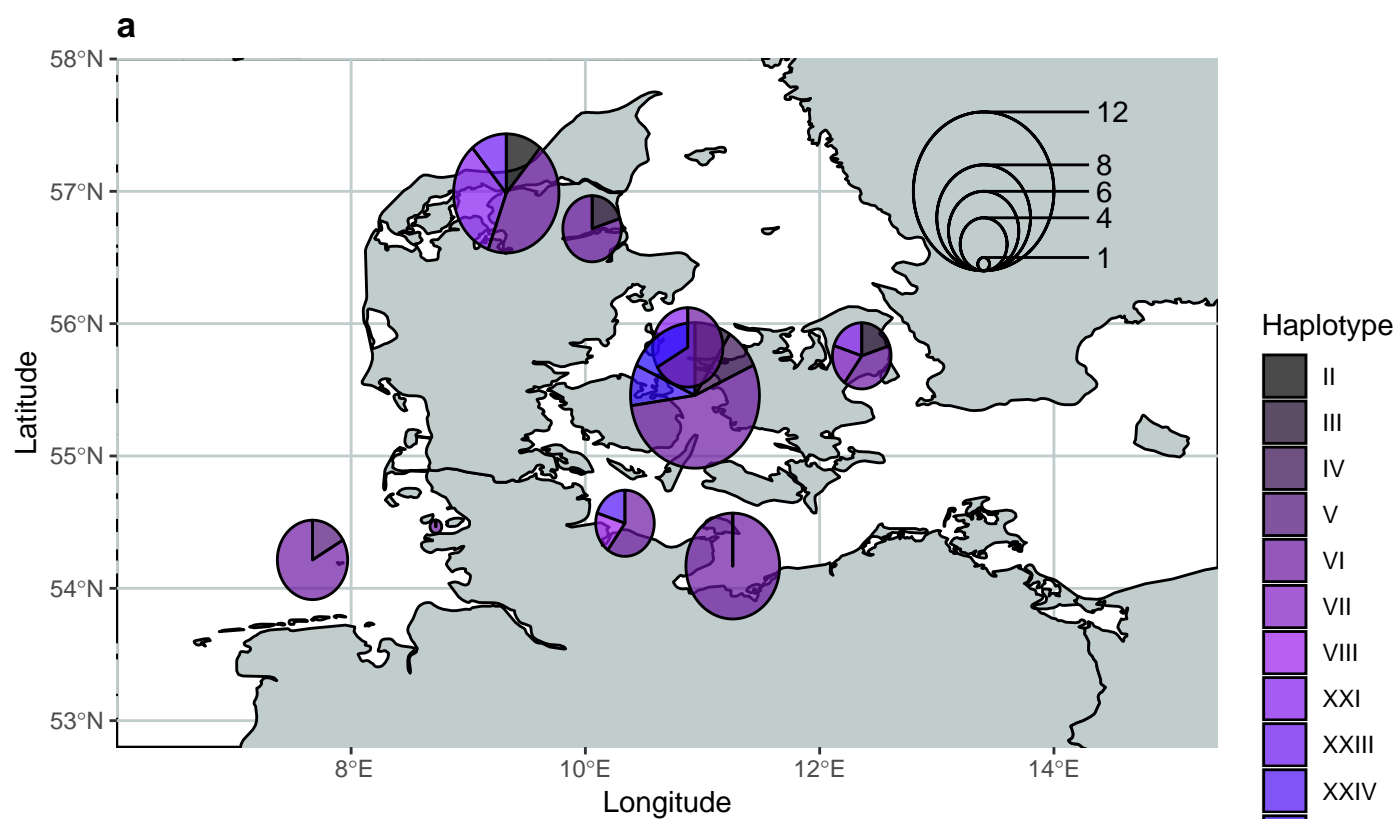 a
58°N
57°N
56°N
55°N
54°N
53°N
Latitude
8°E
10°E
12°E
14°E
Longitude
12
8
6
4
1
Haplotype
II
III
IV
V
VI
VII
VIII
XXI
XXIII
XXIV